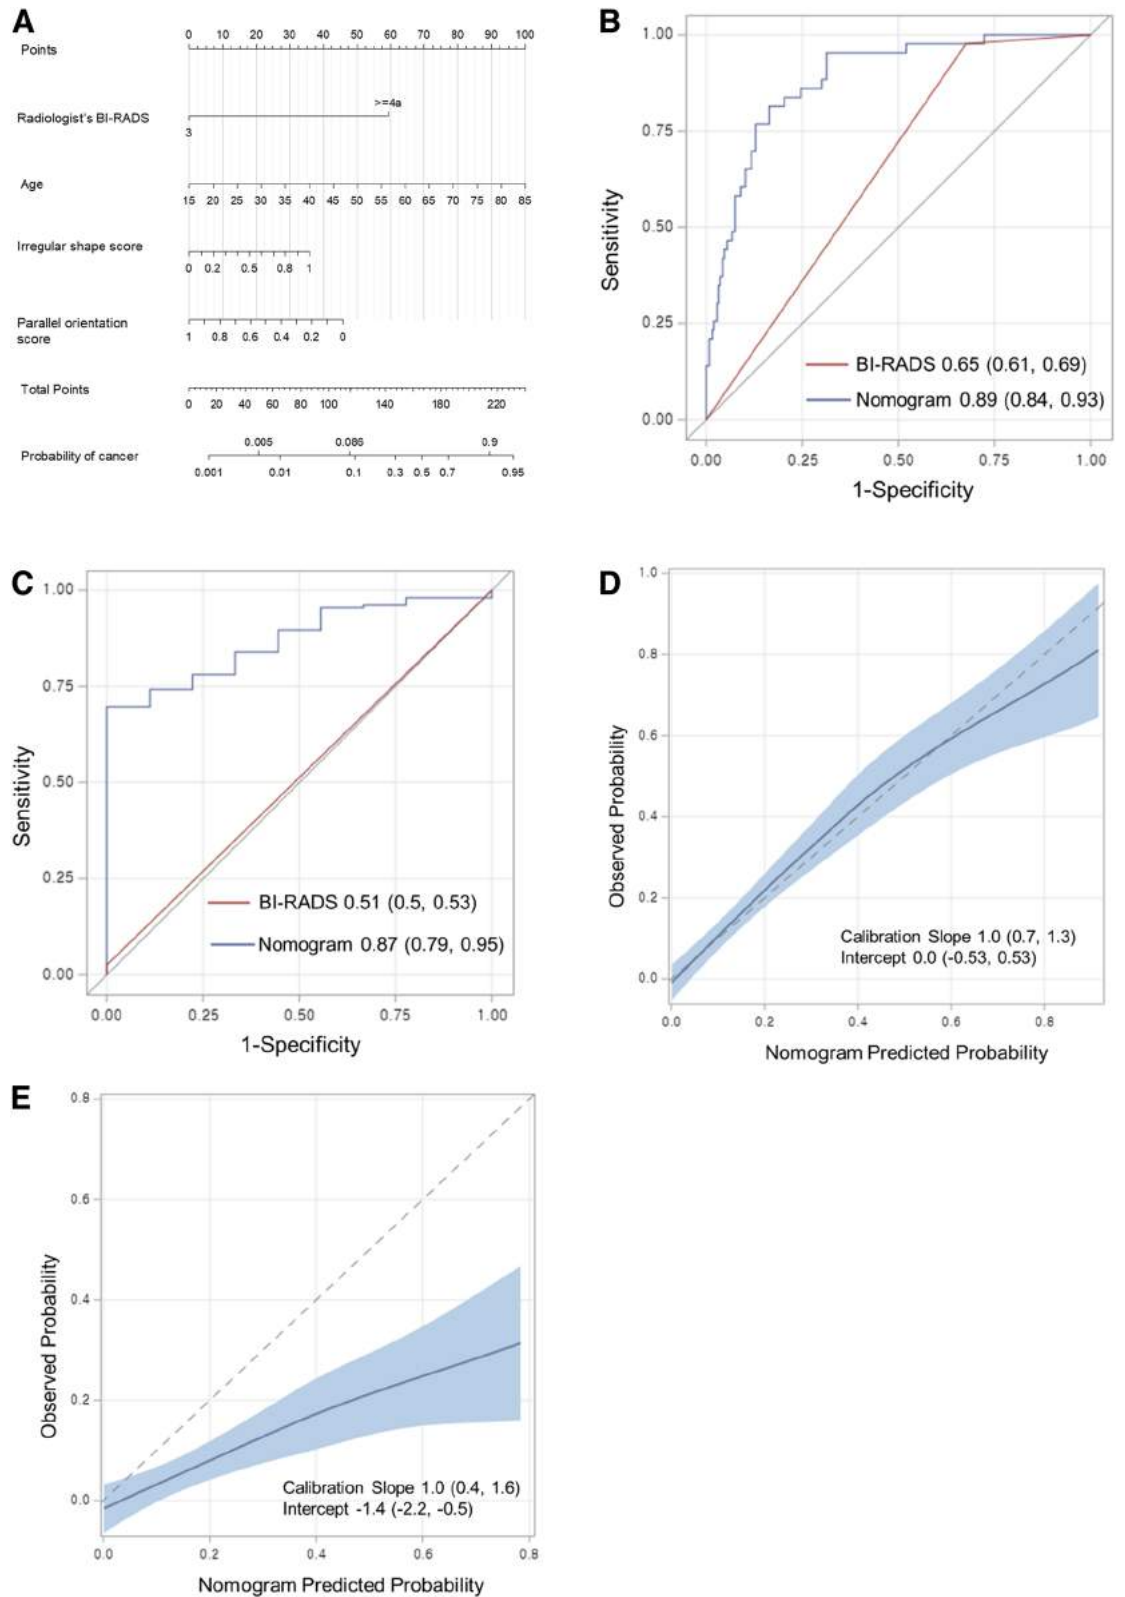 A
Points
0 10 20 30 40 50 60 70 80 90 100
Radiologist's BI-RADS
>=4a
3
Age
15 20 25 30 35 40 45 50 55 60 65 70 75 80 85
Irregular shape score
0 0.2 0.5 0.8 1
Parallel orientation
score
1 0.8 0.6 0.4 0.2 0
Total Points
0 20 40 60 80 100 140 180 220
Probability of cancer
0.005 0.086 0.9
0.001 0.01 0.1 0.3 0.5 0.7 0.95
B
1.00
0.75
0.50
0.25
0.00
Sensitivity
BI-RADS 0.65 (0.61, 0.69)
Nomogram 0.89 (0.84, 0.93)
0.00 0.25 0.50 0.75 1.00
1-Specificity
C
1.00
0.75
0.50
0.25
0.00
Sensitivity
BI-RADS 0.51 (0.5, 0.53)
Nomogram 0.87 (0.79, 0.95)
0.00 0.25 0.50 0.75 1.00
1-Specificity
D
1.0
0.8
0.6
0.4
0.2
0.0
Observed Probability
Calibration Slope 1.0 (0.7, 1.3)
Intercept 0.0 (-0.53, 0.53)
0.0 0.2 0.4 0.6 0.8
Nomogram Predicted Probability
E
0.8
0.6
0.4
0.2
0.0
Observed Probability
Calibration Slope 1.0 (0.4, 1.6)
Intercept -1.4 (-2.2, -0.5)
0.0 0.2 0.4 0.6 0.8
Nomogram Predicted Probability